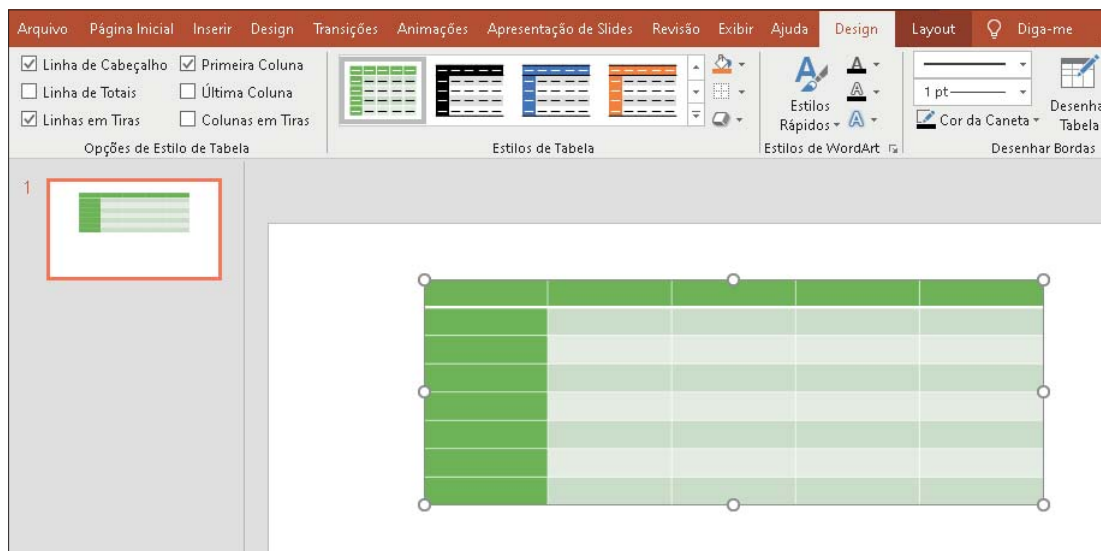 Arquivo Página Inicial Inserir Design Transições Animações Apresentação de Slides Revisão Exibir Ajuda Design Layout Diga-me
Linha de Cabeçalho Primeira Coluna
Linha de Totais Última Coluna
Linhas em Tiras Colunas em Tiras
Opções de Estilo de Tabela
Estilos de Tabela
Estilos
Rápidos
Estilos de WordArt
1 pt
Cor da Caneta
Desenha
Tabela
Desenhar Bordas
1